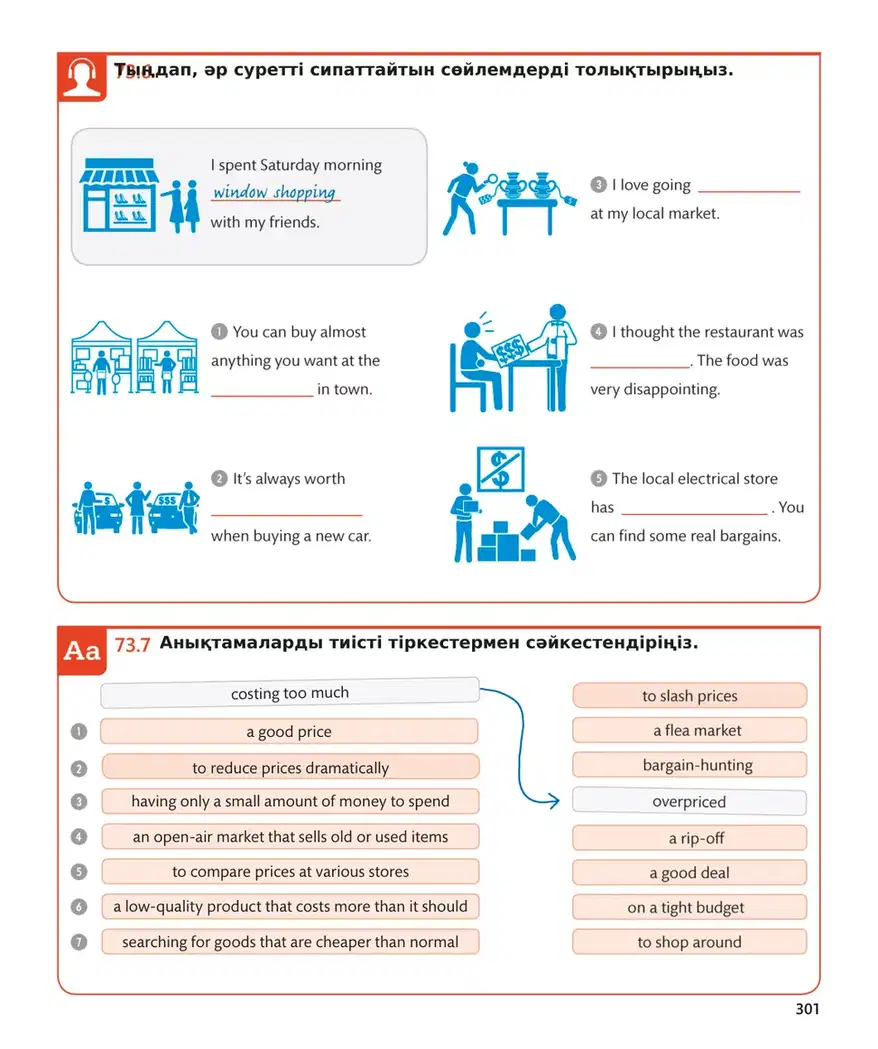 73.6 Тыңдап, әр суретті сипаттайтын сөйлемдерді толықтырыңыз.
I spent Saturday morning
window shopping
with my friends.
3 I love going
at my local market.
1 You can buy almost
anything you want at the
in town.
4 I thought the restaurant was
. The food was
very disappointing.
$$$
2 It's always worth
when buying a new car.
$
$$$
5 The local electrical store
has . You
can find some real bargains.
Aa 73.7 Анықтамаларды тиісті тіркестермен сәйкестендіріңіз.
costing too much
1 a good price
2 to reduce prices dramatically
3 having only a small amount of money to spend
4 an open-air market that sells old or used items
5 to compare prices at various stores
6 a low-quality product that costs more than it should
7 searching for goods that are cheaper than normal
to slash prices
a flea market
bargain-hunting
overpriced
a rip-off
a good deal
on a tight budget
to shop around
301